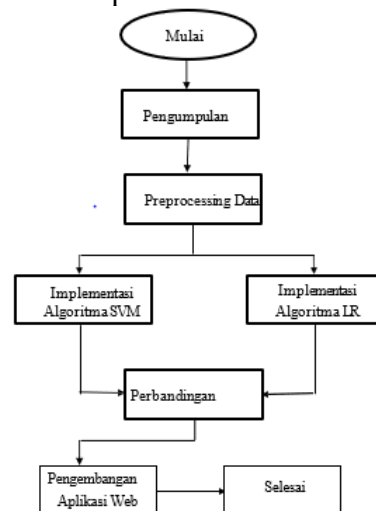 Mulai
Pengumpulan
Preprocessing Data
Implementasi
Algoritma SVM
Implementasi
Algoritma LR
Perbandingan
Pengembangan
Aplikasi Web
Selesai